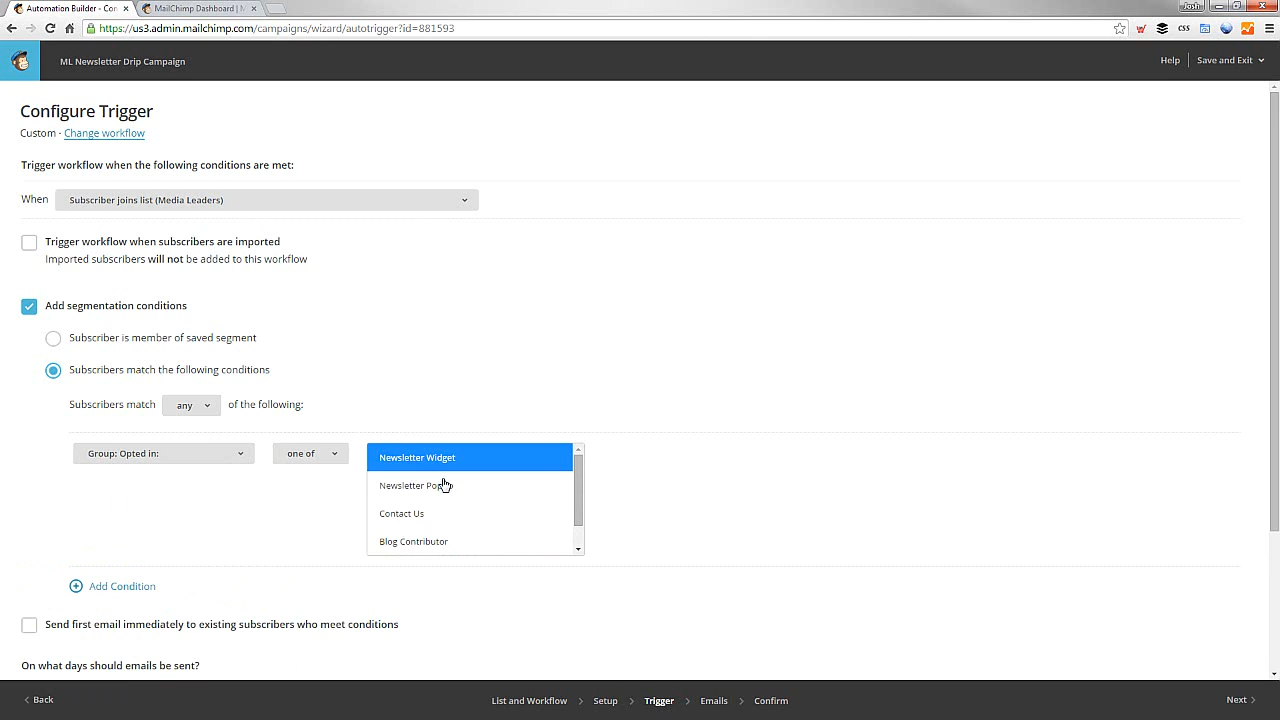 Automation Builder - Con
MailChimp Dashboard | M
Josh
https://us3.admin.mailchimp.com/campaigns/wizard/autotrigger?id=881593
css
ML Newsletter Drip Campaign
Help
Save and Exit
Configure Trigger
Custom - Change workflow
Trigger workflow when the following conditions are met:
When Subscriber joins list (Media Leaders)
Trigger workflow when subscribers are imported
Imported subscribers will not be added to this workflow
Add segmentation conditions
Subscriber is member of saved segment
Subscribers match the following conditions
Subscribers match any of the following:
Group: Opted in: one of Newsletter Widget
Newsletter
Contact Us
Blog Contributor
Add Condition
Send first email immediately to existing subscribers who meet conditions
On what days should emails be sent?
Back List and Workflow Setup Trigger Emails Confirm Next